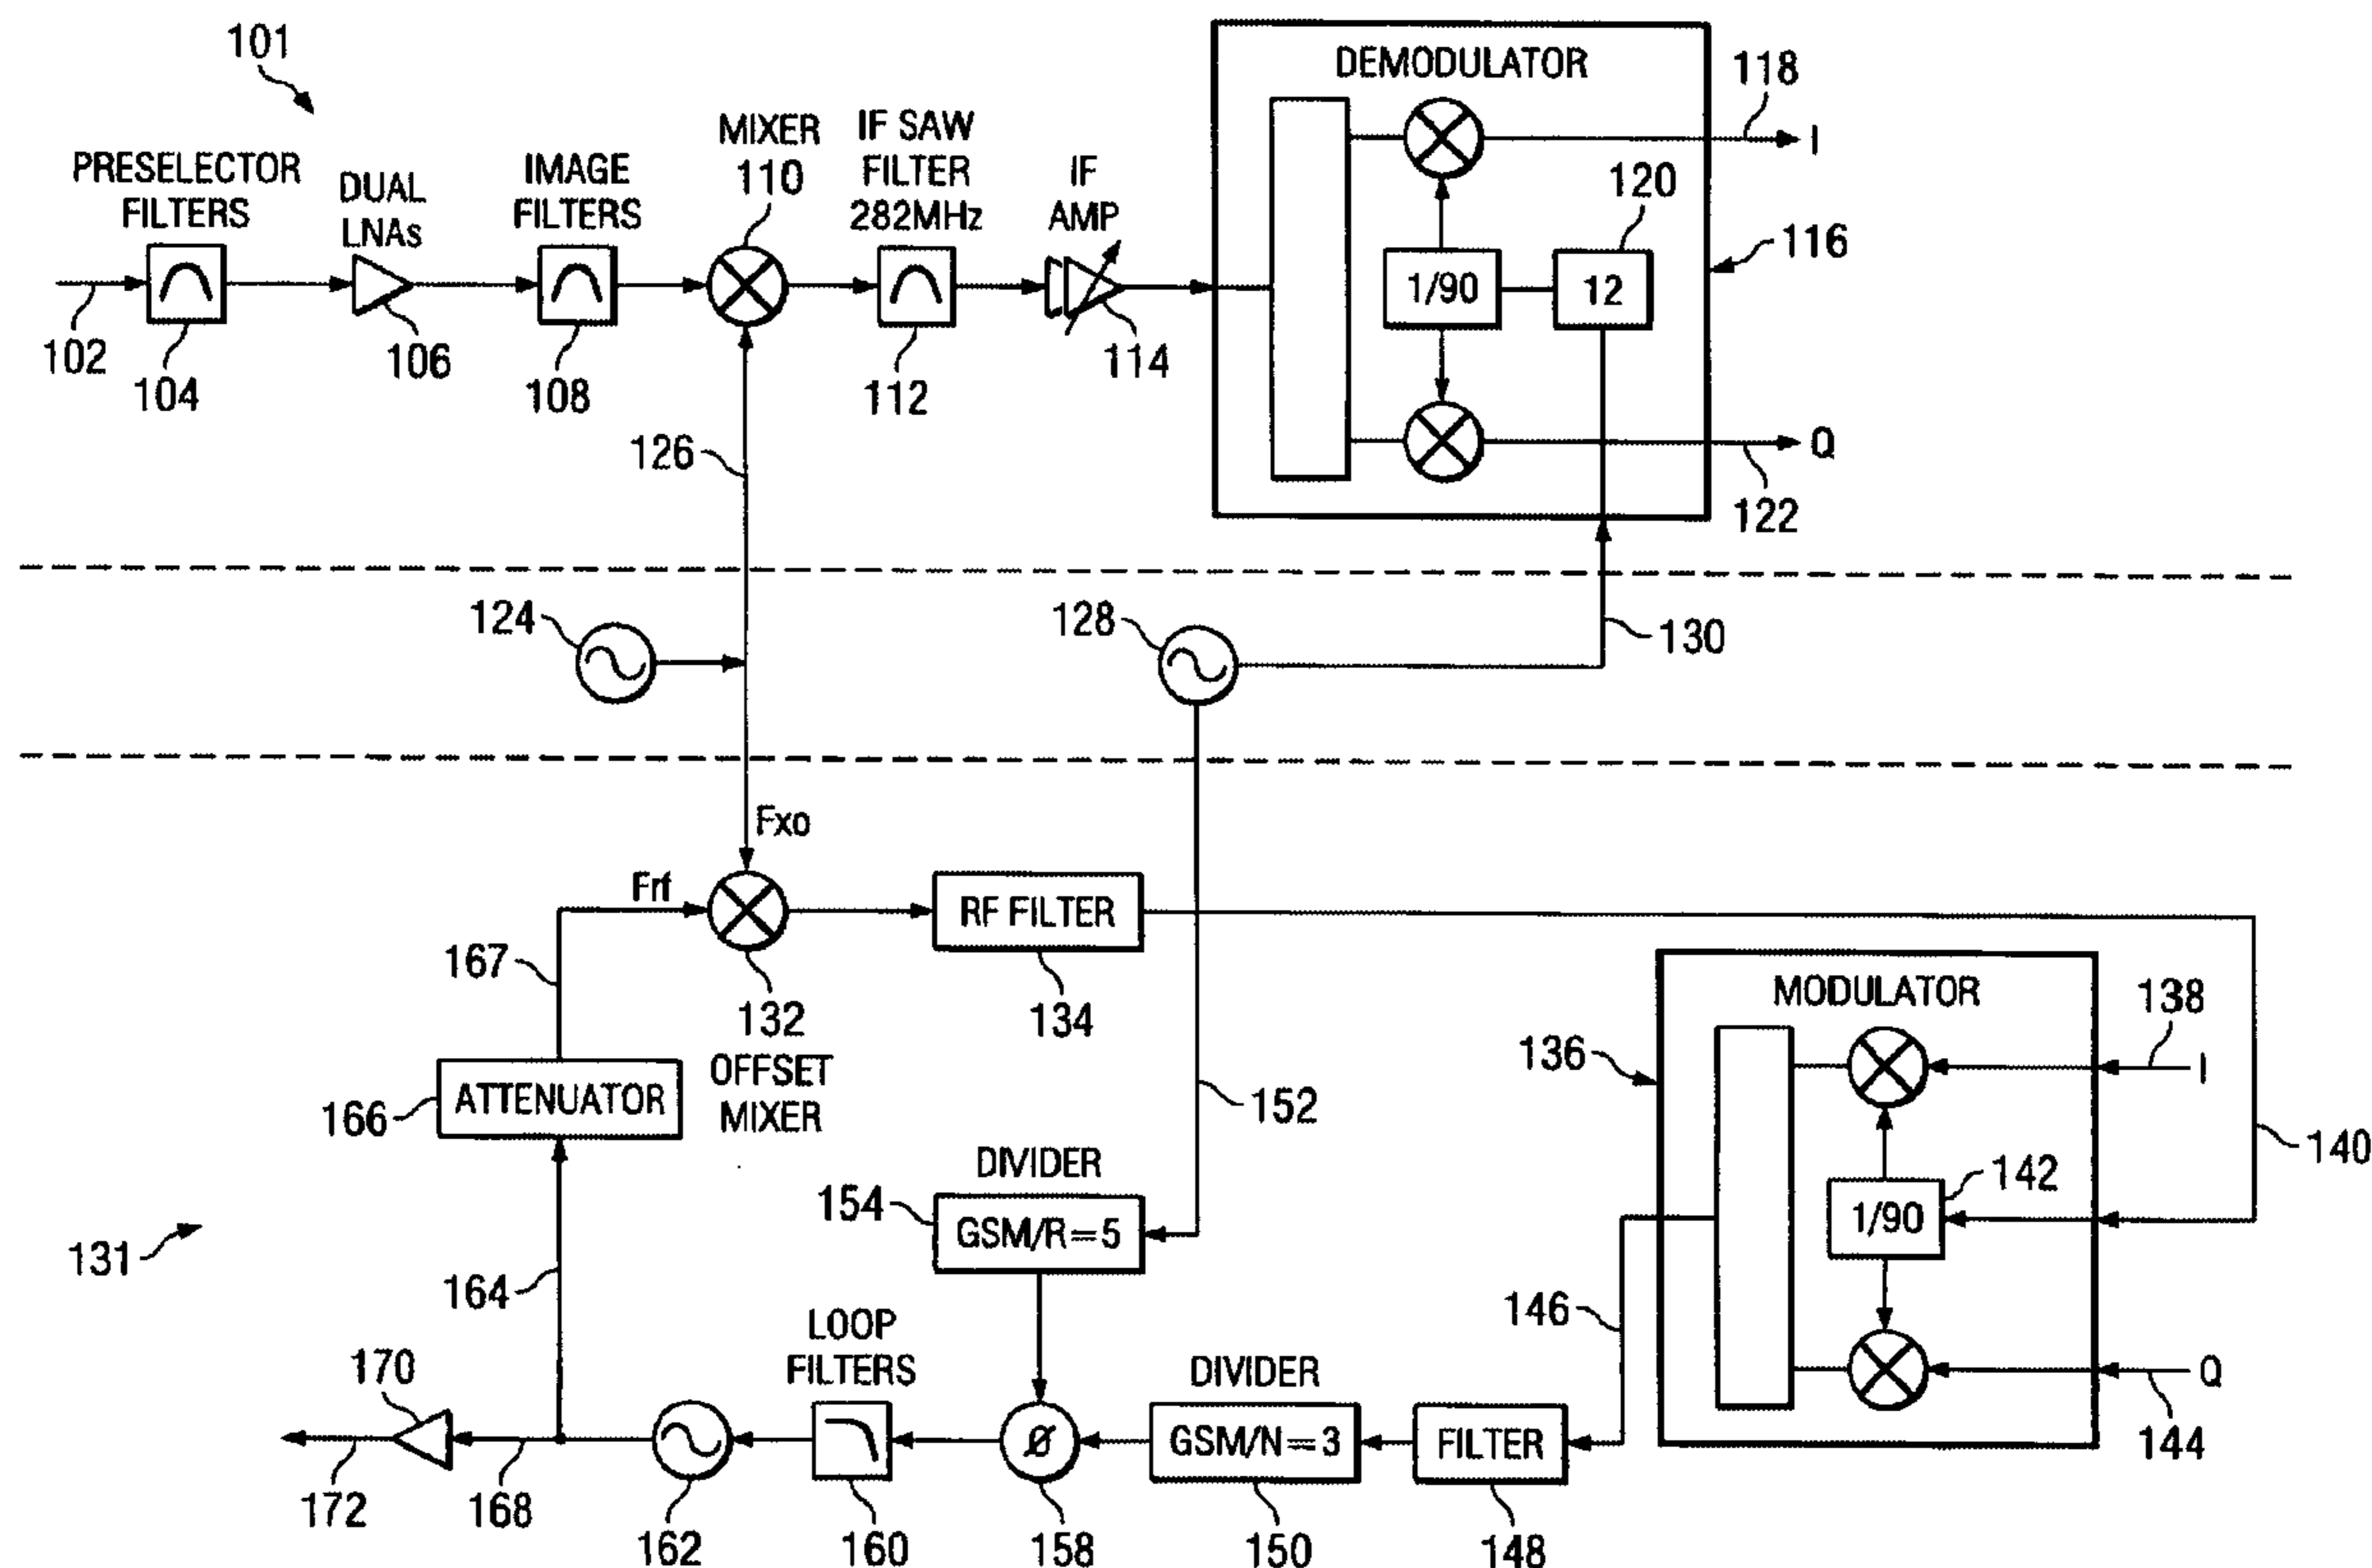 101
DEMODULATOR
118
I
PRESELECTOR
FILTERS
DUAL
LNAs
IMAGE
FILTERS
MIXER
110
IF SAW
FILTER
282MHz
IF
AMP
120
116
1/90
12
102
104
106
108
112
114
126
Q
122
124
128
130
Fxo
Frf
RF FILTER
167
132
OFFSET
MIXER
134
MODULATOR
138
I
136
166
ATTENUATOR
152
140
DIVIDER
154
GSM/R=5
142
1/90
131
164
146
LOOP
FILTERS
170
DIVIDER
Q
Ø
GSM/N=3
FILTER
144
172
168
162
160
158
150
148